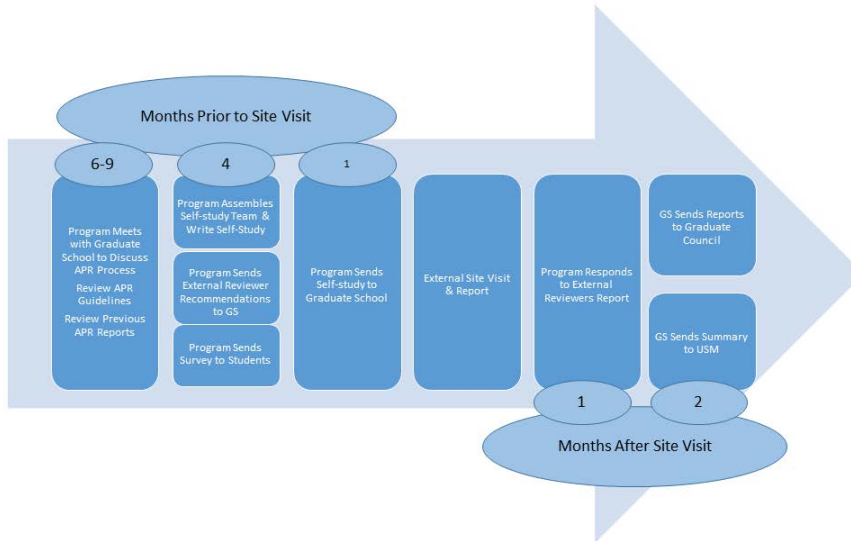 Months Prior to Site Visit
6-9
4
1
Program Meets
with Graduate
School to Discuss
APR Process
Review APR
Guidelines
Review Previous
APR Reports
Program Assembles
Self-study Team &
Write Self-Study
Program Sends
External Reviewer
Recommendations
to GS
Program Sends
Survey to Students
Program Sends
Self-study to
Graduate School
External Site Visit
& Report
Program Responds
to External
Reviewers Report
GS Sends Reports
to Graduate
Council
GS Sends Summary
to USM
1
2
Months After Site Visit